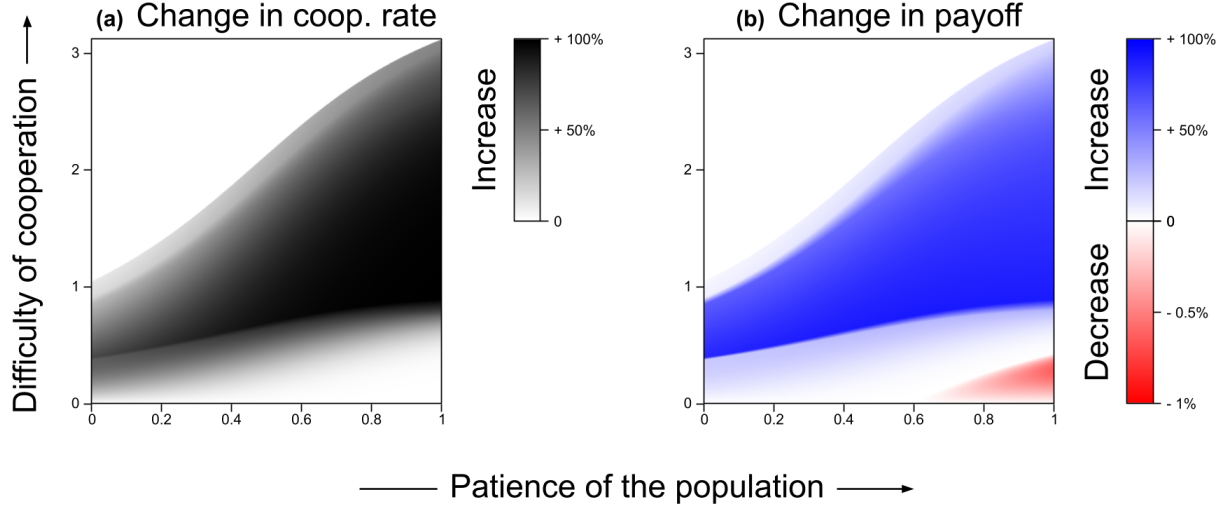 (a) Change in coop. rate
(b) Change in payoff
Difficulty of cooperation
3
2
1
0
0 0.2 0.4 0.6 0.8 1
Increase
+ 100%
+ 50%
0
3
2
1
0
0 0.2 0.4 0.6 0.8 1
Increase
Decrease
+ 100%
+ 50%
0
- 0.5%
- 1%
Patience of the population